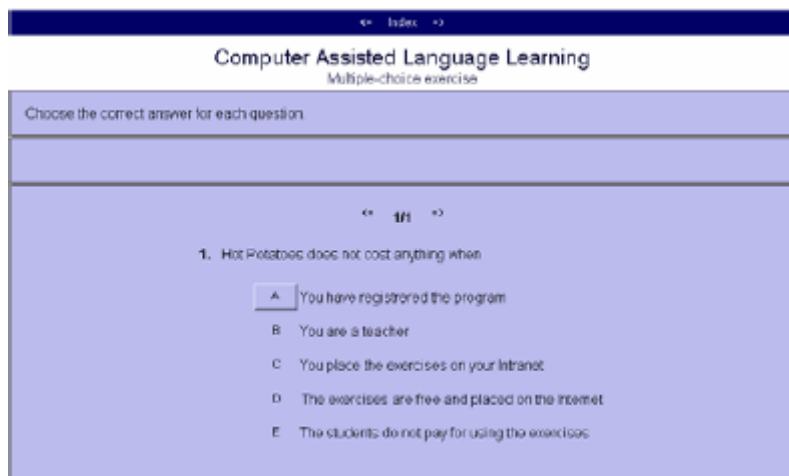 <= Index =>
Computer Assisted Language Learning
Multiple-choice exercise
Choose the correct answer for each question.
<= 1/1 =>
1. Hot Potatoes does not cost anything when
A You have registrered the program
B You are a teacher
C You place the exercises on your Intranet
D The exercises are free and placed on the Internet
E The students do not pay for using the exercises